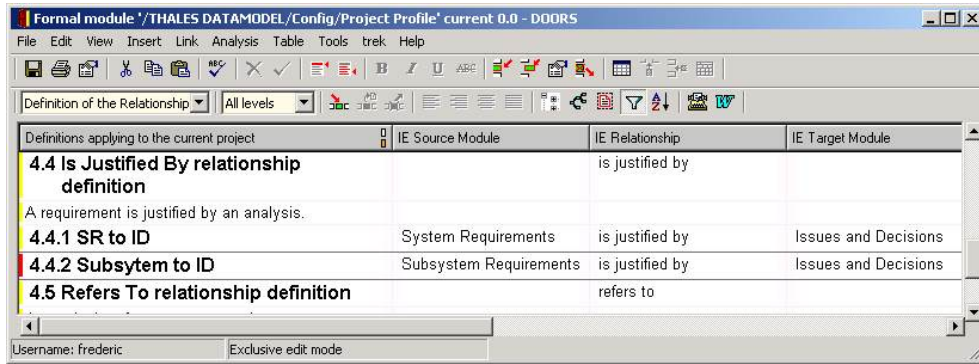 Formal module '/THALES DATAMODEL/Config/Project Profile' current 0.0 - DOORS
File Edit View Insert Link Analysis Table Tools trek Help
ABC B I U ABC
Definition of the Relationship All levels W
Definitions applying to the current project IE Source Module IE Relationship IE Target Module
4.4 Is Justified By relationship is justified by
definition
A requirement is justified by an analysis.
4.4.1 SR to ID System Requirements is justified by Issues and Decisions
4.4.2 Subsytem to ID Subsystem Requirements is justified by Issues and Decisions
4.5 Refers To relationship definition refers to
Username: frederic Exclusive edit mode